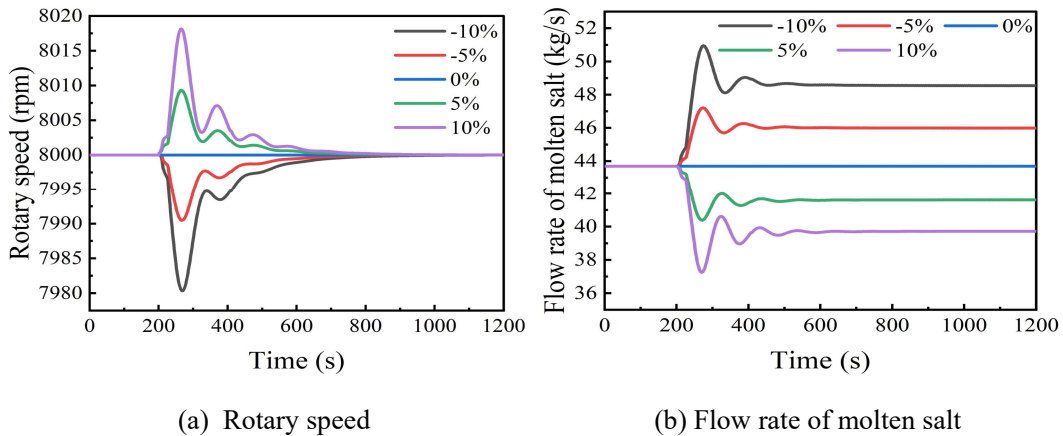 Rotary speed (rpm)
8020
8015
8010
8005
8000
7995
7990
7985
7980
-10%
-5%
0%
5%
10%
0 200 400 600 800 1000 1200
Time (s)
(a) Rotary speed
Flow rate of molten salt (kg/s)
52
50
48
46
44
42
40
38
36
34
-10% -5% 0%
5% 10%
0 200 400 600 800 1000 1200
Time (s)
(b) Flow rate of molten salt